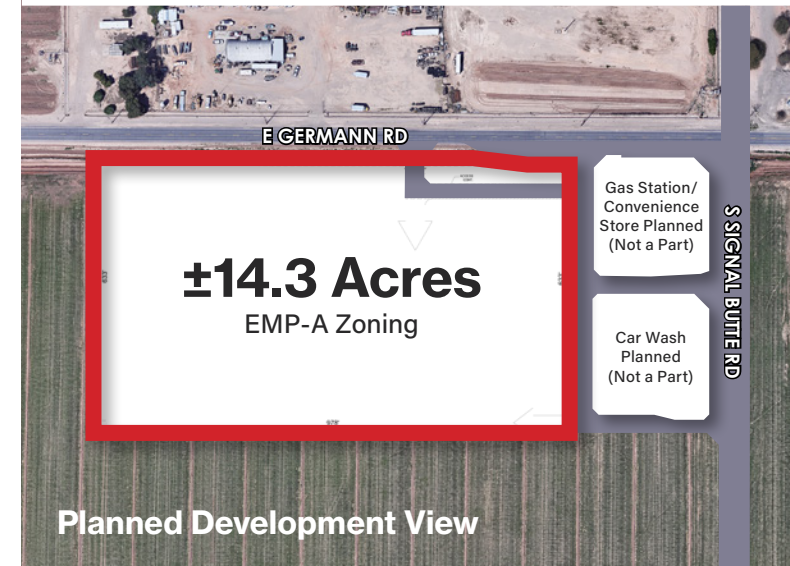 E GERMANN RD
Gas Station/
Convenience
Store Planned
(Not a Part)
±14.3 Acres
EMP-A Zoning
S SIGNAL BUTTE RD
Car Wash
Planned
(Not a Part)
978'
Planned Development View